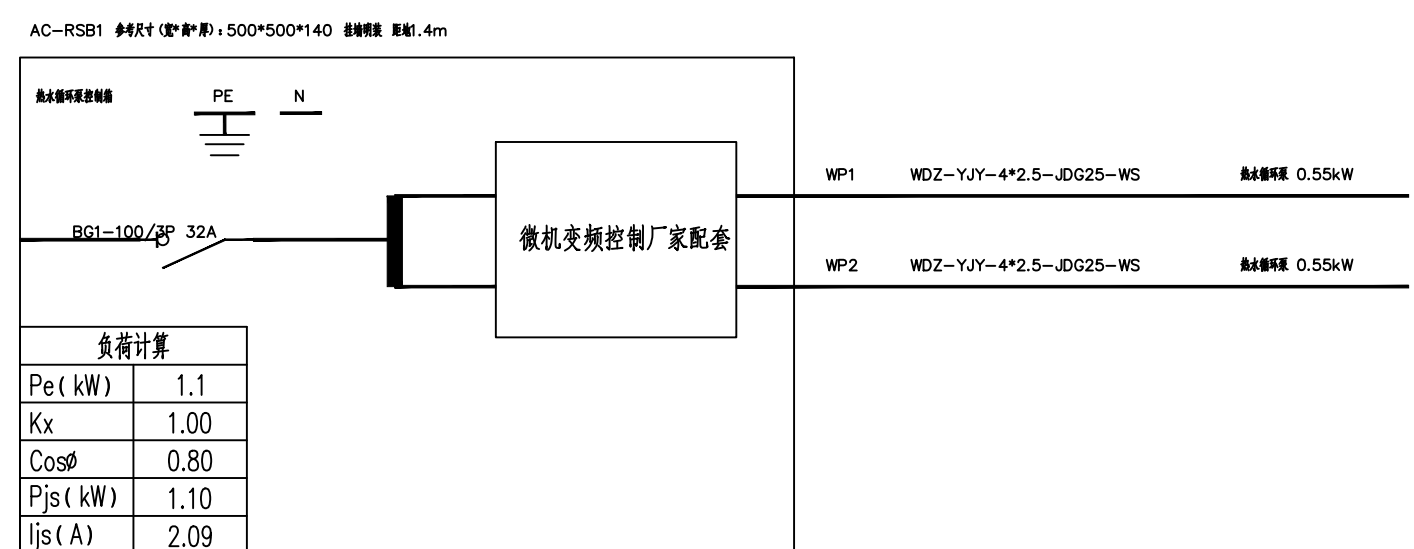 AC-RSB1 参考尺寸(宽*高*厚):500*500*140 挂墙明装 距地1.4m
热水循环泵控制箱
PE N
WP1 WDZ-YJY-4*2.5-JDG25-WS 热水循环泵 0.55kW
BG1-100/3P 32A
微机变频控制厂家配套
WP2 WDZ-YJY-4*2.5-JDG25-WS 热水循环泵 0.55kW
负荷计算
Pe(kW) 1.1
Kx 1.00
CosØ 0.80
Pjs(kW) 1.10
Ijs(A) 2.09